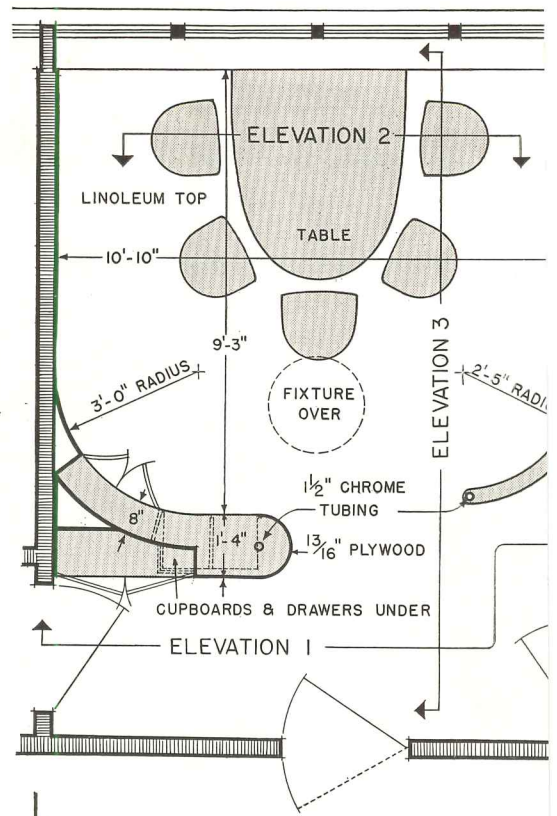 ELEVATION 2
LINOLEUM TOP
TABLE
10'-10"
9'-3"
ELEVATION 3
3'-0" RADIUS
2'-5" RADI
FIXTURE
OVER
1½" CHROME
TUBING
8"
1'-4"
13/16" PLYWOOD
CUPBOARDS & DRAWERS UNDER
ELEVATION 1